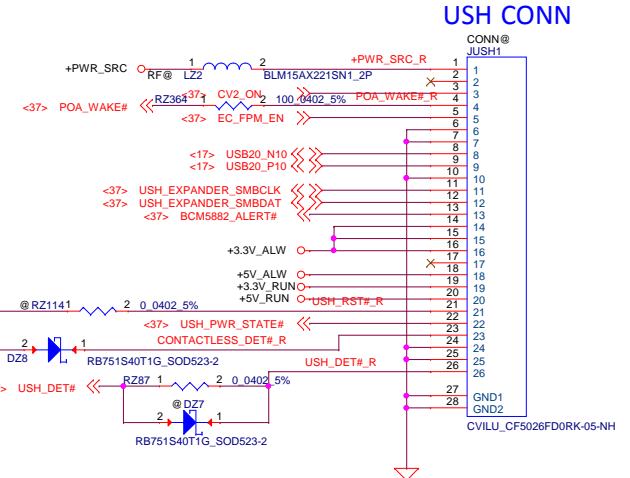 USH CONN
CONN@
JUSH1
+PWR_SRC RF@ 1 LZ2 2 BLM15AX221SN1_2P +PWR_SRC_R 1 1
2 2
<37> CV2_ON 3 3
<37> POA_WAKE# RZ364 1 2 100_0402_5% POA_WAKE#_R 4 4
<37> EC_FPM_EN 5 5
6 6
7 7
<17> USB20_N10 8 8
<17> USB20_P10 9 9
10 10
<37> USH_EXPANDER_SMBCLK 11 11
<37> USH_EXPANDER_SMBDAT 12 12
<37> BCM5882_ALERT# 13 13
14 14
15 15
+3.3V_ALW 16 16
17 17
+5V_ALW 18 18
+3.3V_RUN 19 19
+5V_RUN 20 20
@ RZ114 1 2 0_0402_5% USH_RST#_R 21 21
<37> USH_PWR_STATE# 22 22
CONTACTLESS_DET#_R 23 23
DZ8 2 1 RB751S40T1G_SOD523-2
24 24
25 25
USH_DET#_R 26 26
> USH_DET# RZ87 1 2 0_0402_5%
27 GND1
28 GND2
@ DZ7
2 1
RB751S40T1G_SOD523-2
CVILU_CF5026FD0RK-05-NH